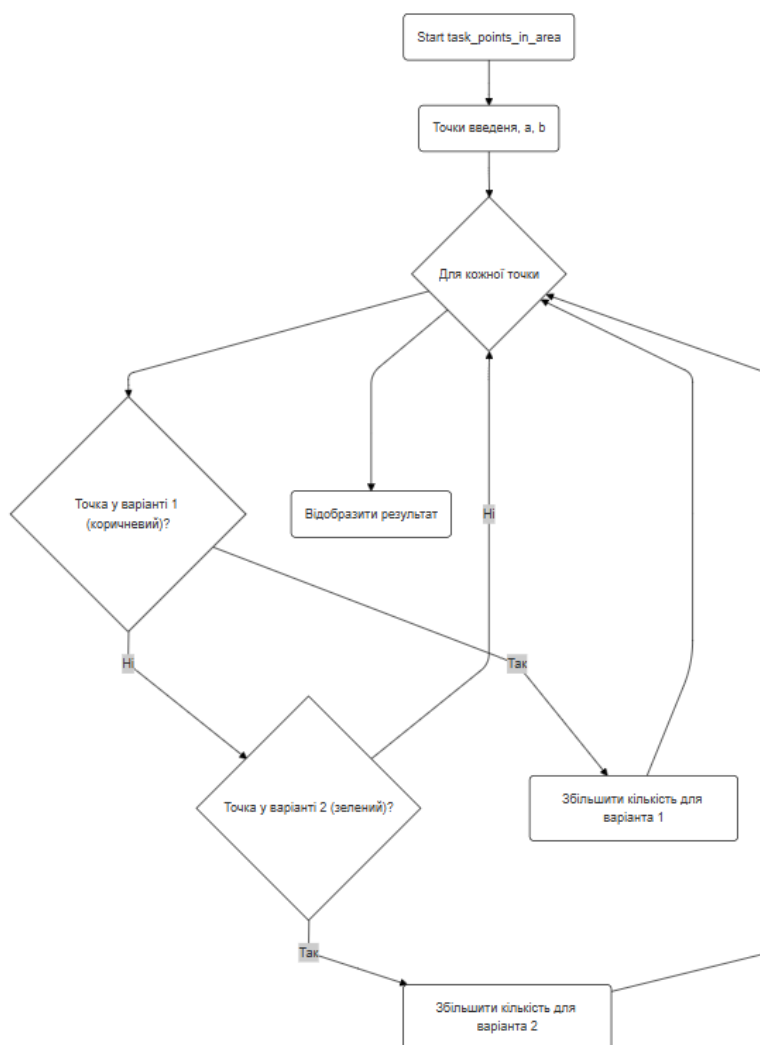 Start task_points_in_area
Точки введеня, a, b
Для кожної точки
Точка у варіанті 1
(коричневий)?
Відобразити результат
Ні
Ні
Так
Точка у варіанті 2 (зелений)?
Збільшити кількість для
варіанта 1
Так
Збільшити кількість для
варіанта 2